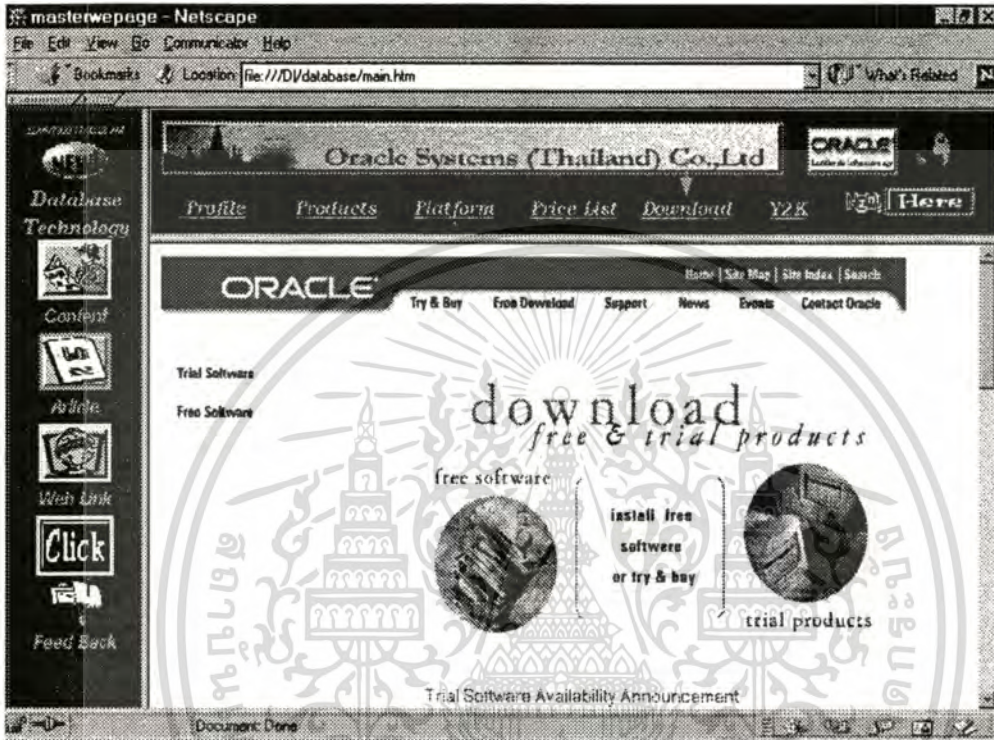 masterwepage - Netscape
File Edit View Go Communicator Help
Bookmarks Location: file:///D|/database/main.htm What's Related N
NEW
Database
Technology
Content
Article
Web Link
Click
Feed Back
Oracle Systems (Thailand) Co.,Ltd
ORACLE
Profile Products Platform Price List Download Y2K Here
ORACLE
Home | Site Map | Site Index | Search
Try & Buy Free Download Support News Events Contact Oracle
Trial Software
Free Software
download
free & trial products
free software
install free
software
or try & buy
trial products
Trial Software Availability Announcement
Document: Done